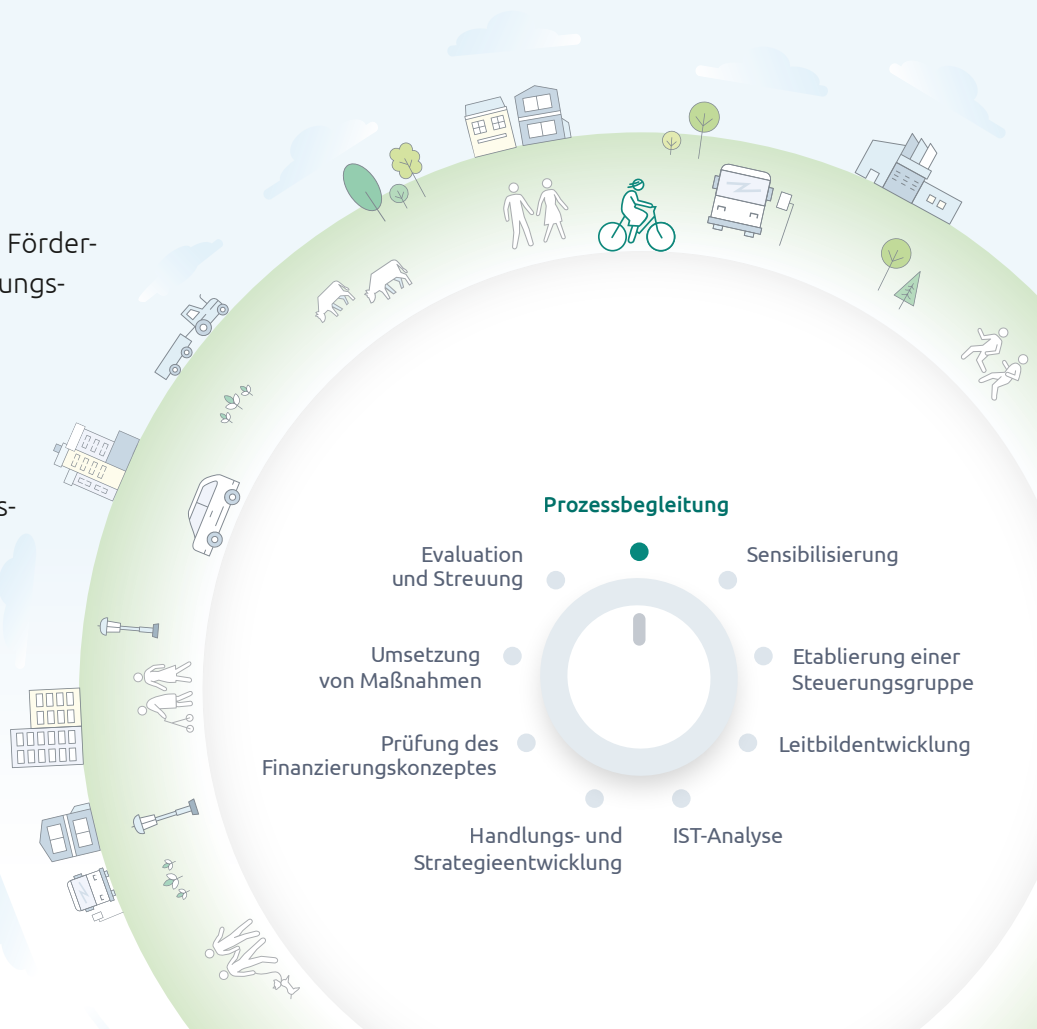 Förder-
ungs-
s-
Prozessbegleitung
Sensibilisierung
Etablierung einer
Steuerungsgruppe
Leitbildentwicklung
IST-Analyse
Handlungs- und
Strategieentwicklung
Prüfung des
Finanzierungskonzeptes
Umsetzung
von Maßnahmen
Evaluation
und Streuung